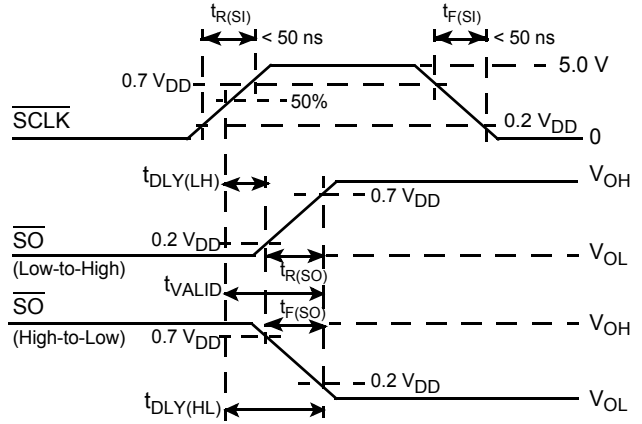 tR(SI) < 50 ns
tF(SI) < 50 ns
5.0 V
0.7 VDD
50%
SCLK
0.2 VDD
0
tDLY(LH)
VOH
0.7 VDD
0.2 VDD
SO
(Low-to-High)
tR(SO)
VOL
tVALID
tF(SO)
SO
VOH
(High-to-Low)
0.7 VDD
0.2 VDD
tDLY(HL)
VOL